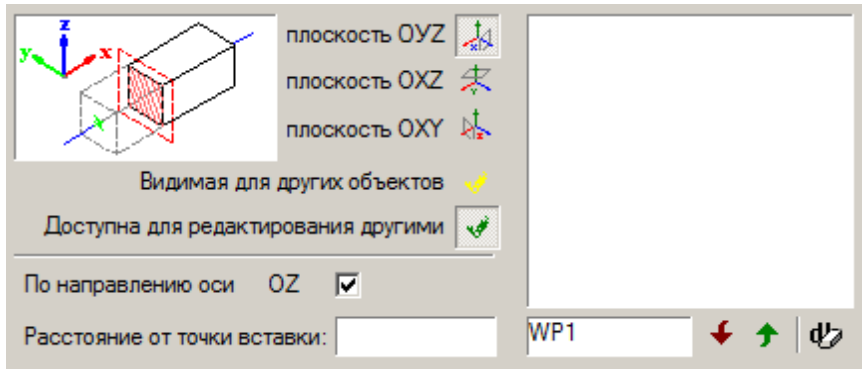 z
y
x
плоскость ОУZ
x
плоскость OXZ
Y
плоскость OXY
z
Видимая для других объектов
Доступна для редактирования другими
По направлению оси OZ
Расстояние от точки вставки:
WP1